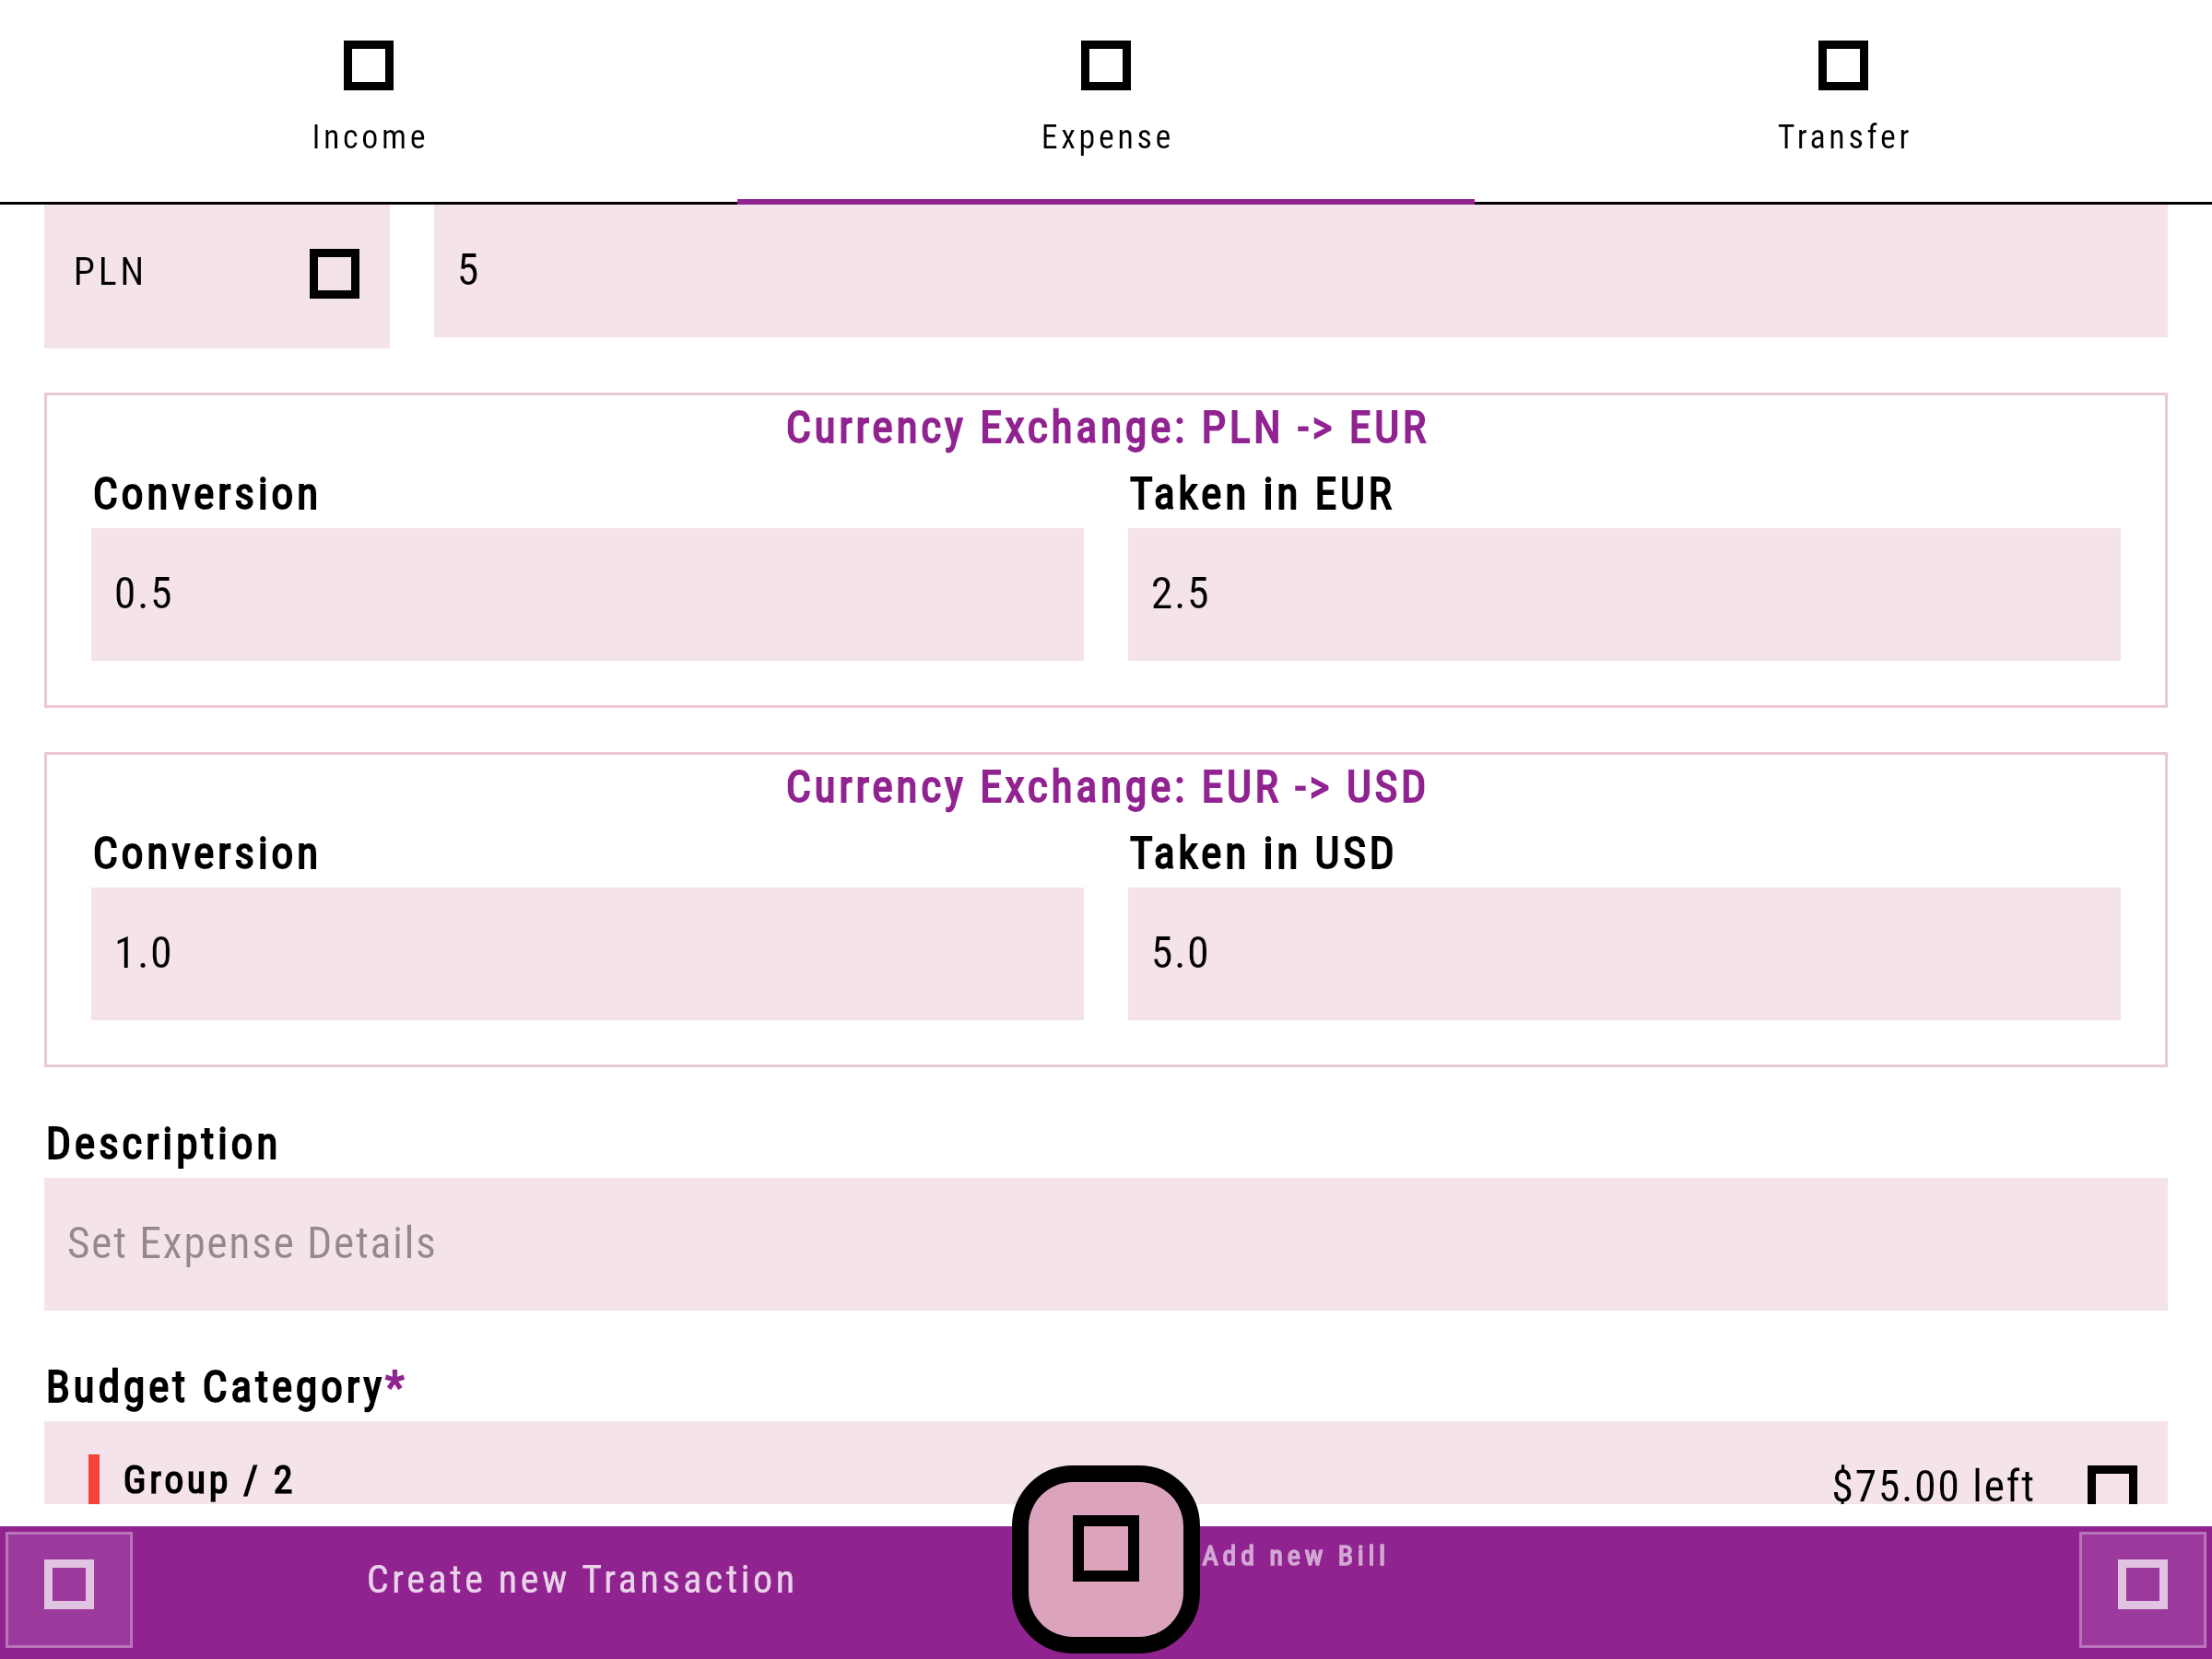 Income Expense Transfer
PLN 5
Currency Exchange: PLN -> EUR
Conversion Taken in EUR
0.5 2.5
Currency Exchange: EUR -> USD
Conversion Taken in USD
1.0 5.0
Description
Set Expense Details
Budget Category*
Group / 2 $75.00 left
Create new Transaction Add new Bill